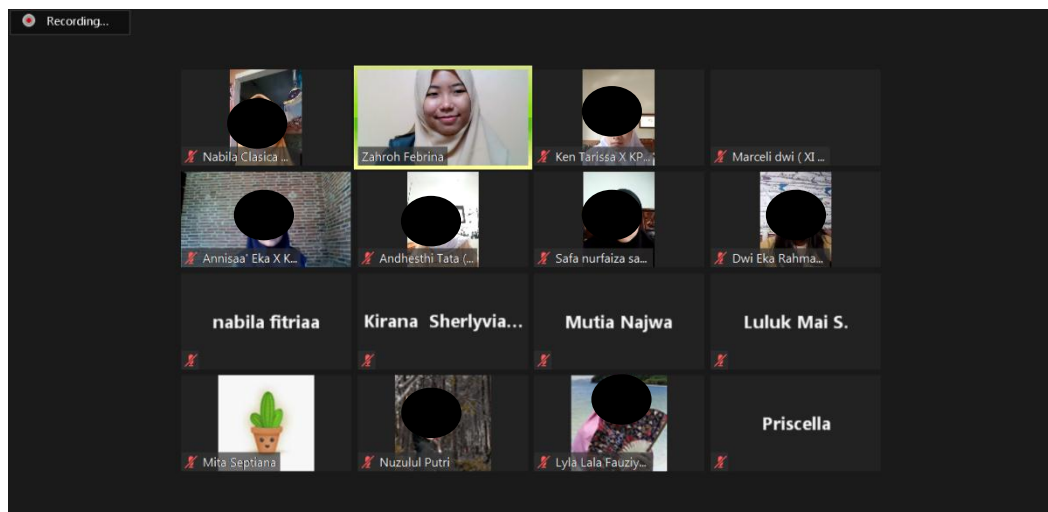 Recording...
Nabila Clasica ...
Zahroh Febrina
Ken Tarissa X KP...
Marceli dwi ( XI ...
Annisaa' Eka X K...
Andhesthi Tata (...
Safa nurfaiza sa...
Dwi Eka Rahma...
nabila fitriaa
Kirana Sherlyvia...
Mutia Najwa
Luluk Mai S.
Mita Septiana
Nuzulul Putri
Lyla Lala Fauziy...
Priscella